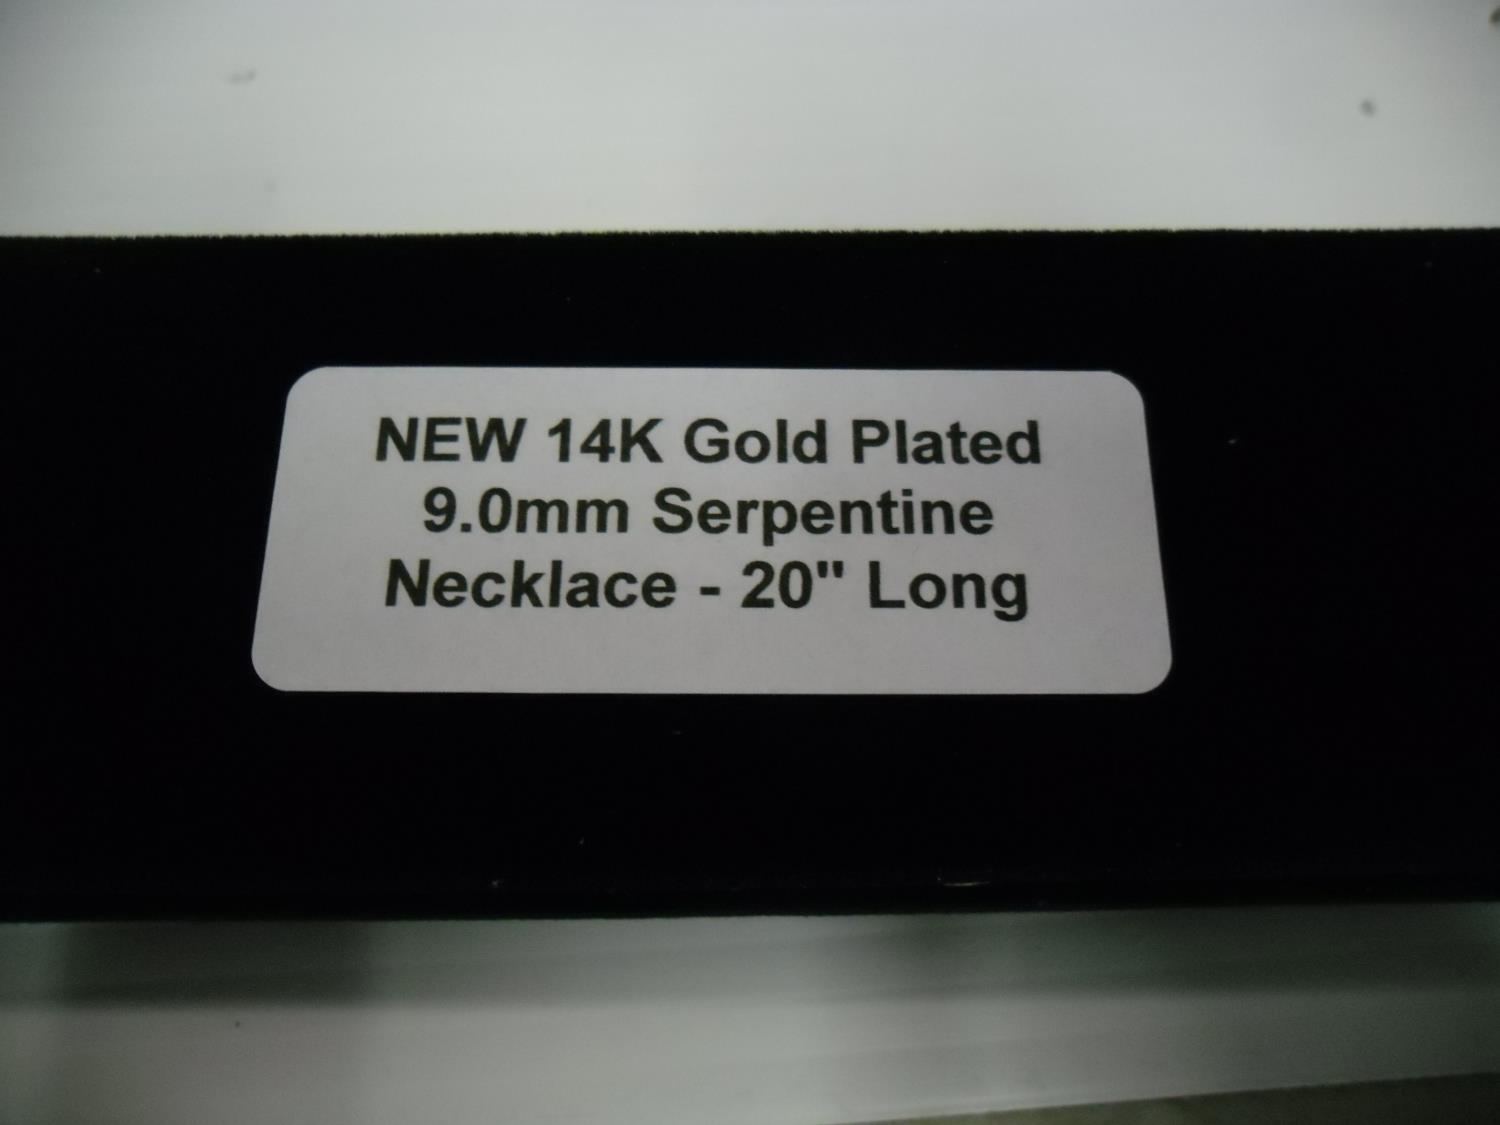 NEW 14K Gold Plated
9.0mm Serpentine
Necklace - 20" Long